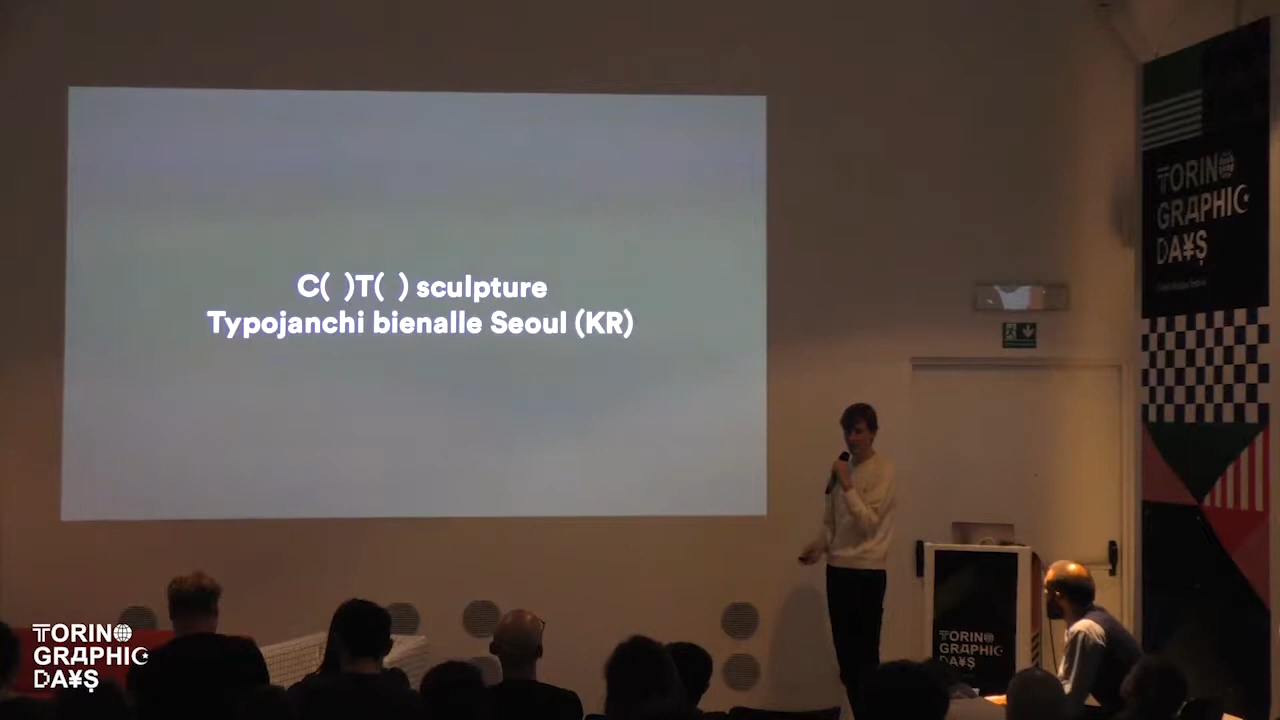 C( )T( ) sculpture
Typojanchi bienalle Seoul (KR)
TORINO
GRAPHIC
DA¥Ş
TORINO
GRAPHIC
DA¥Ş
TORINO
GRAPHIC
DA¥Ş